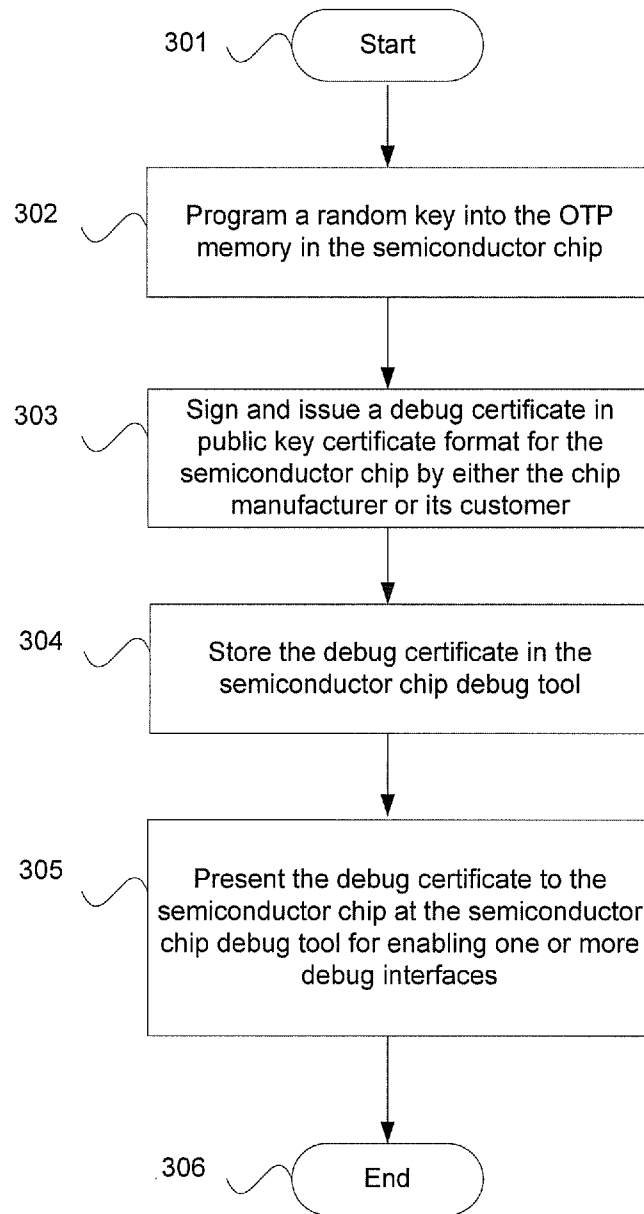 301
Start
302
Program a random key into the OTP
memory in the semiconductor chip
303
Sign and issue a debug certificate in
public key certificate format for the
semiconductor chip by either the chip
manufacturer or its customer
304
Store the debug certificate in the
semiconductor chip debug tool
305
Present the debug certificate to the
semiconductor chip at the semiconductor
chip debug tool for enabling one or more
debug interfaces
306
End